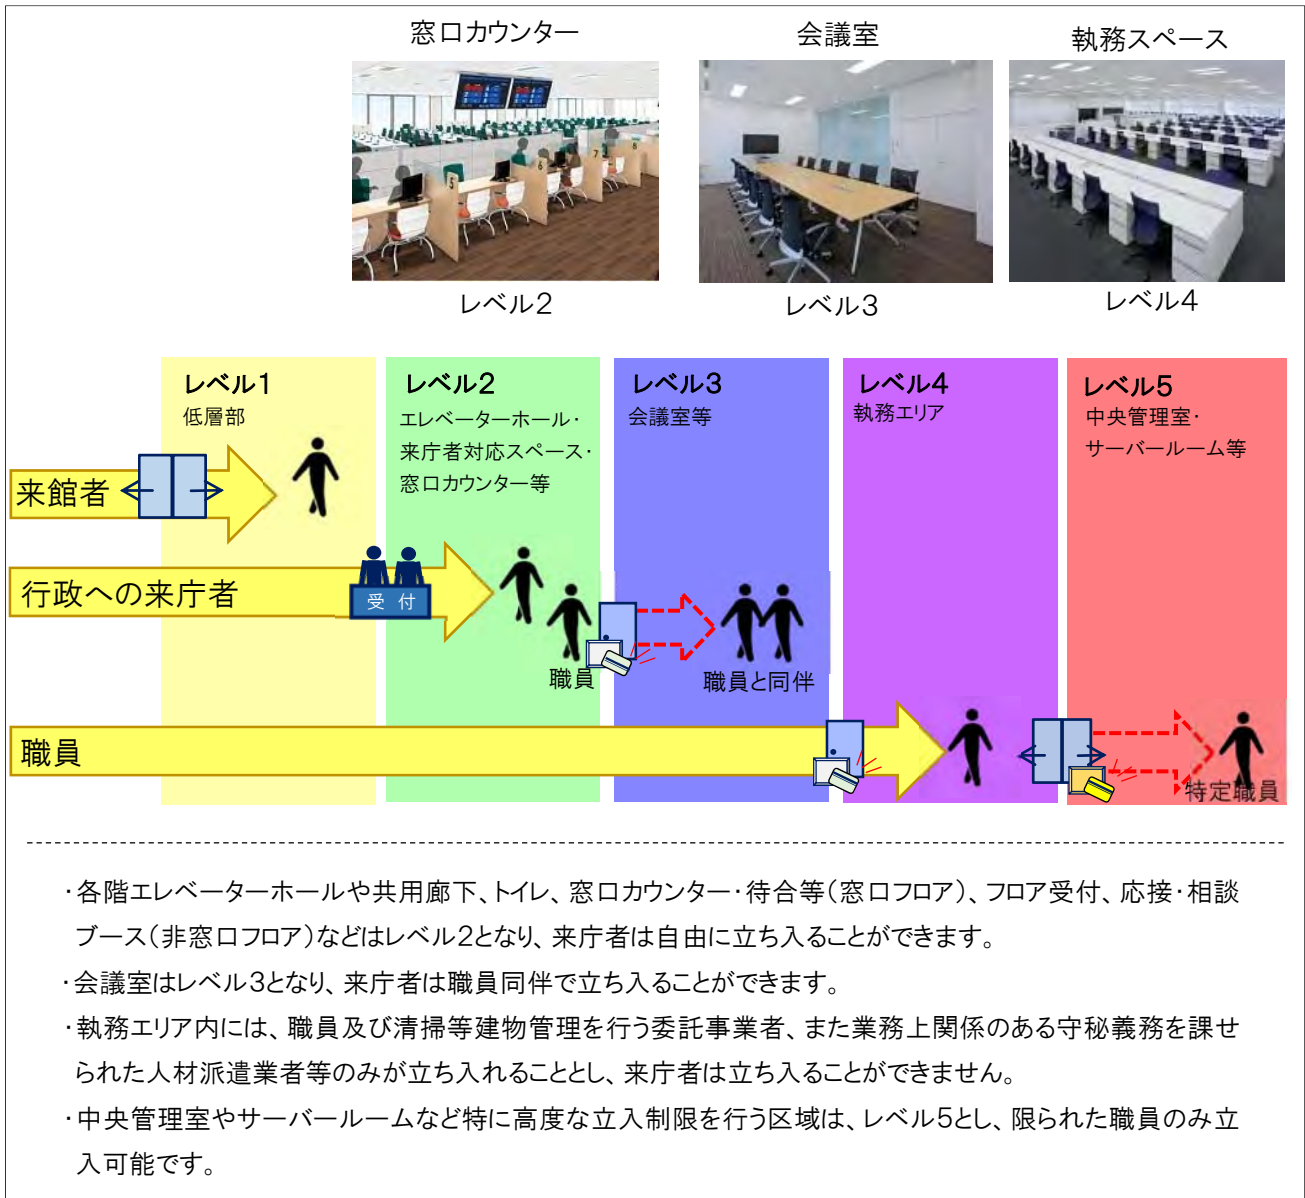 窓口カウンター
会議室
執務スペース
5
6
7
8
レベル2
レベル3
レベル4
レベル1
低層部
レベル2
エレベーターホール・
来庁者対応スペース・
窓口カウンター等
レベル3
会議室等
レベル4
執務エリア
レベル5
中央管理室・
サーバールーム等
来館者
行政への来庁者
受 付
職員
職員と同伴
職員
特定職員
・各階エレベーターホールや共用廊下、トイレ、窓口カウンター・待合等(窓口フロア)、フロア受付、応接・相談
ブース(非窓口フロア)などはレベル2となり、来庁者は自由に立ち入ることができます。
・会議室はレベル3となり、来庁者は職員同伴で立ち入ることができます。
・執務エリア内には、職員及び清掃等建物管理を行う委託事業者、また業務上関係のある守秘義務を課せ
られた人材派遣業者等のみが立ち入れることとし、来庁者は立ち入ることができません。
・中央管理室やサーバールームなど特に高度な立入制限を行う区域は、レベル5とし、限られた職員のみ立
入可能です。